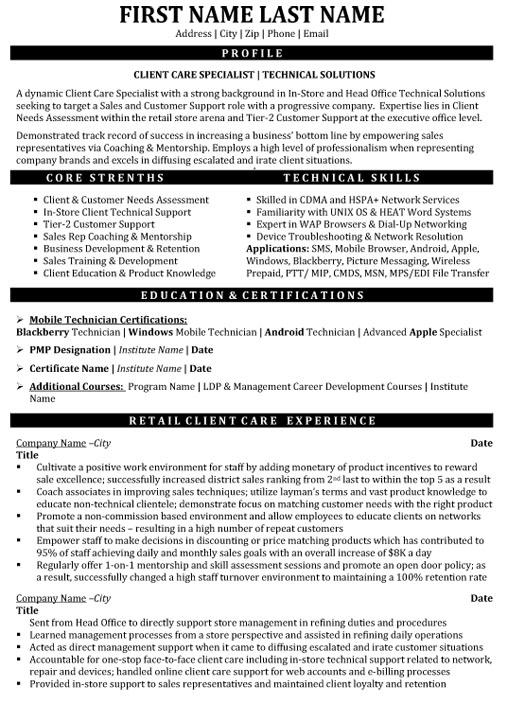 FIRST NAME LAST NAME
Address | City | Zip | Phone | Email
PROFILE
CLIENT CARE SPECIALIST | TECHNICAL SOLUTIONS
A dynamic Client Care Specialist with a strong background in In-Store and Head Office Technical Solutions
seeking to target a Sales and Customer Support role with a progressive company. Expertise lies in Client
Needs Assessment within the retail store arena and Tier-2 Customer Support at the executive office level.
Demonstrated track record of success in increasing a business' bottom line by empowering sales
representatives via Coaching & Mentorship. Employs a high level of professionalism when representing
company brands and excels in diffusing escalated and irate client situations.
CORE STRENTHS
▪ Client & Customer Needs Assessment
▪ In-Store Client Technical Support
▪ Tier-2 Customer Support
▪ Sales Rep Coaching & Mentorship
▪ Business Development & Retention
▪ Sales Training & Development
▪ Client Education & Product Knowledge
TECHNICAL SKILLS
▪ Skilled in CDMA and HSPA+ Network Services
▪ Familiarity with UNIX OS & HEAT Word Systems
▪ Expert in WAP Browsers & Dial-Up Networking
▪ Device Troubleshooting & Network Resolution
Applications: SMS, Mobile Browser, Android, Apple,
Windows, Blackberry, Picture Messaging, Wireless
Prepaid, PTT/ MIP, CMDS, MSN, MPS/EDI File Transfer
EDUCATION & CERTIFICATIONS
➢ Mobile Technician Certifications:
Blackberry Technician | Windows Mobile Technician | Android Technician | Advanced Apple Specialist
➢ PMP Designation | Institute Name | Date
➢ Certificate Name | Institute Name | Date
➢ Additional Courses: Program Name | LDP & Management Career Development Courses | Institute
Name
RETAIL CLIENT CARE EXPERIENCE
Company Name –City Date
Title
▪ Cultivate a positive work environment for staff by adding monetary of product incentives to reward
sale excellence; successfully increased district sales ranking from 2nd last to within the top 5 as a result
▪ Coach associates in improving sales techniques; utilize layman's terms and vast product knowledge to
educate non-technical clientele; demonstrate focus on matching customer needs with the right product
▪ Promote a non-commission based environment and allow employees to educate clients on networks
that suit their needs – resulting in a high number of repeat customers
▪ Empower staff to make decisions in discounting or price matching products which has contributed to
95% of staff achieving daily and monthly sales goals with an overall increase of $8K a day
▪ Regularly offer 1-on-1 mentorship and skill assessment sessions and promote an open door policy; as
a result, successfully changed a high staff turnover environment to maintaining a 100% retention rate
Company Name –City Date
Title
Sent from Head Office to directly support store management in refining duties and procedures
▪ Learned management processes from a store perspective and assisted in refining daily operations
▪ Acted as direct management support when it came to diffusing escalated and irate customer situations
▪ Accountable for one-stop face-to-face client care including in-store technical support related to network,
repair and devices; handled online client care support for web accounts and e-billing processes
▪ Provided in-store support to sales representatives and maintained client loyalty and retention